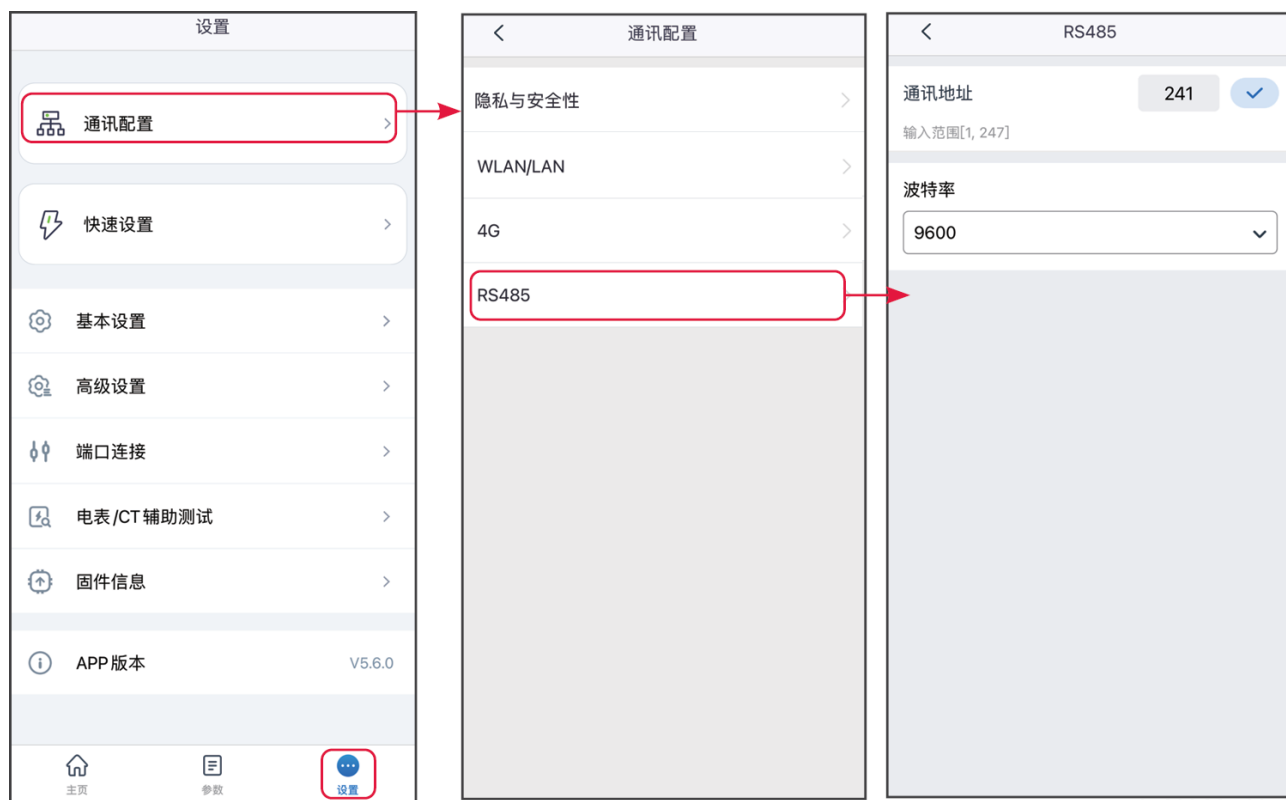 设置
通讯配置
快速设置
基本设置
高级设置
端口连接
电表/CT辅助测试
固件信息
APP版本 V5.6.0
主页 参数 设置
通讯配置
隐私与安全性
WLAN/LAN
4G
RS485
RS485
通讯地址 241
输入范围[1, 247]
波特率
9600